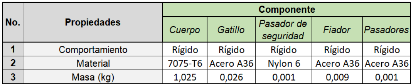 No. Propiedades Componente
Cuerpo Gatillo Pasador de seguridad Fiador Pasadores
1 Comportamiento Rígido Rígido Rígido Rígido Rígido
2 Material 7075-T6 Acero A36 Nylon 6 Acero A36 Acero A36
3 Masa (kg) 1,025 0,026 0,001 0,009 0,001